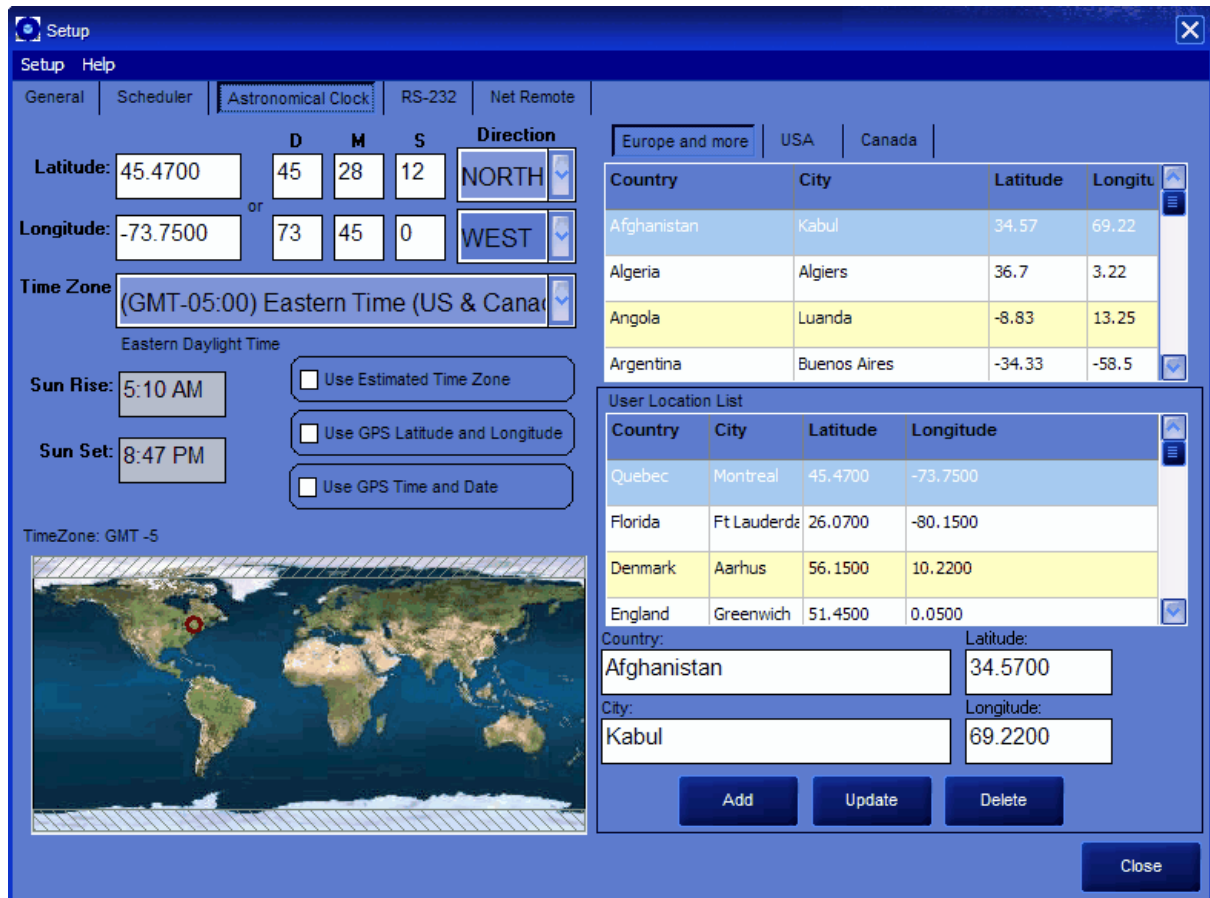 Setup
Setup Help
General Scheduler Astronomical Clock RS-232 Net Remote
D M S Direction
Latitude: 45.4700 45 28 12 NORTH
or
Longitude: -73.7500 73 45 0 WEST
Time Zone (GMT-05:00) Eastern Time (US & Canad
Eastern Daylight Time
Sun Rise: 5:10 AM
Use Estimated Time Zone
Use GPS Latitude and Longitude
Sun Set: 8:47 PM
Use GPS Time and Date
TimeZone: GMT -5
Europe and more USA Canada
Country City Latitude Longitu
Afghanistan Kabul 34.57 69.22
Algeria Algiers 36.7 3.22
Angola Luanda -8.83 13.25
Argentina Buenos Aires -34.33 -58.5
User Location List
Country City Latitude Longitude
Quebec Montreal 45.4700 -73.7500
Florida Ft Lauderda 26.0700 -80.1500
Denmark Aarhus 56.1500 10.2200
England Greenwich 51.4500 0.0500
Country: Latitude:
Afghanistan 34.5700
City: Longitude:
Kabul 69.2200
Add Update Delete
Close